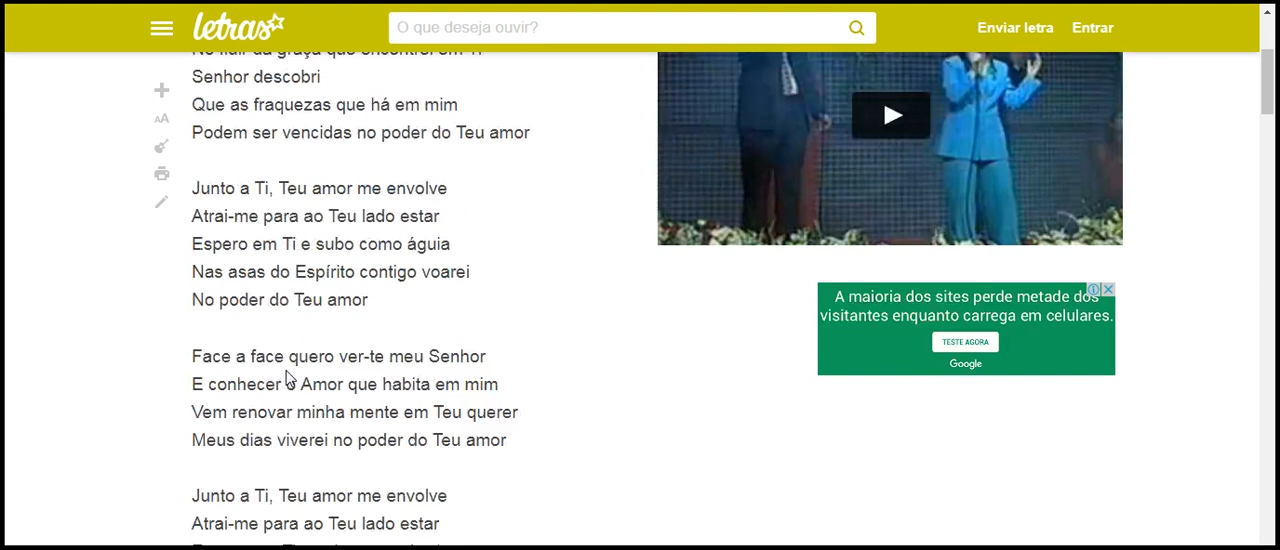 letras
O que deseja ouvir?
Enviar letra
Entrar
Senhor descobri
Que as fraquezas que há em mim
Podem ser vencidas no poder do Teu amor
Junto a Ti, Teu amor me envolve
Atrai-me para ao Teu lado estar
Espero em Ti e subo como águia
Nas asas do Espírito contigo voarei
No poder do Teu amor
Face a face quero ver-te meu Senhor
E conhecer o Amor que habita em mim
Vem renovar minha mente em Teu querer
Meus dias viverei no poder do Teu amor
Junto a Ti, Teu amor me envolve
Atrai-me para ao Teu lado estar
AA
A maioria dos sites perde metade dos
visitantes enquanto carrega em celulares.
TESTE AGORA
Google